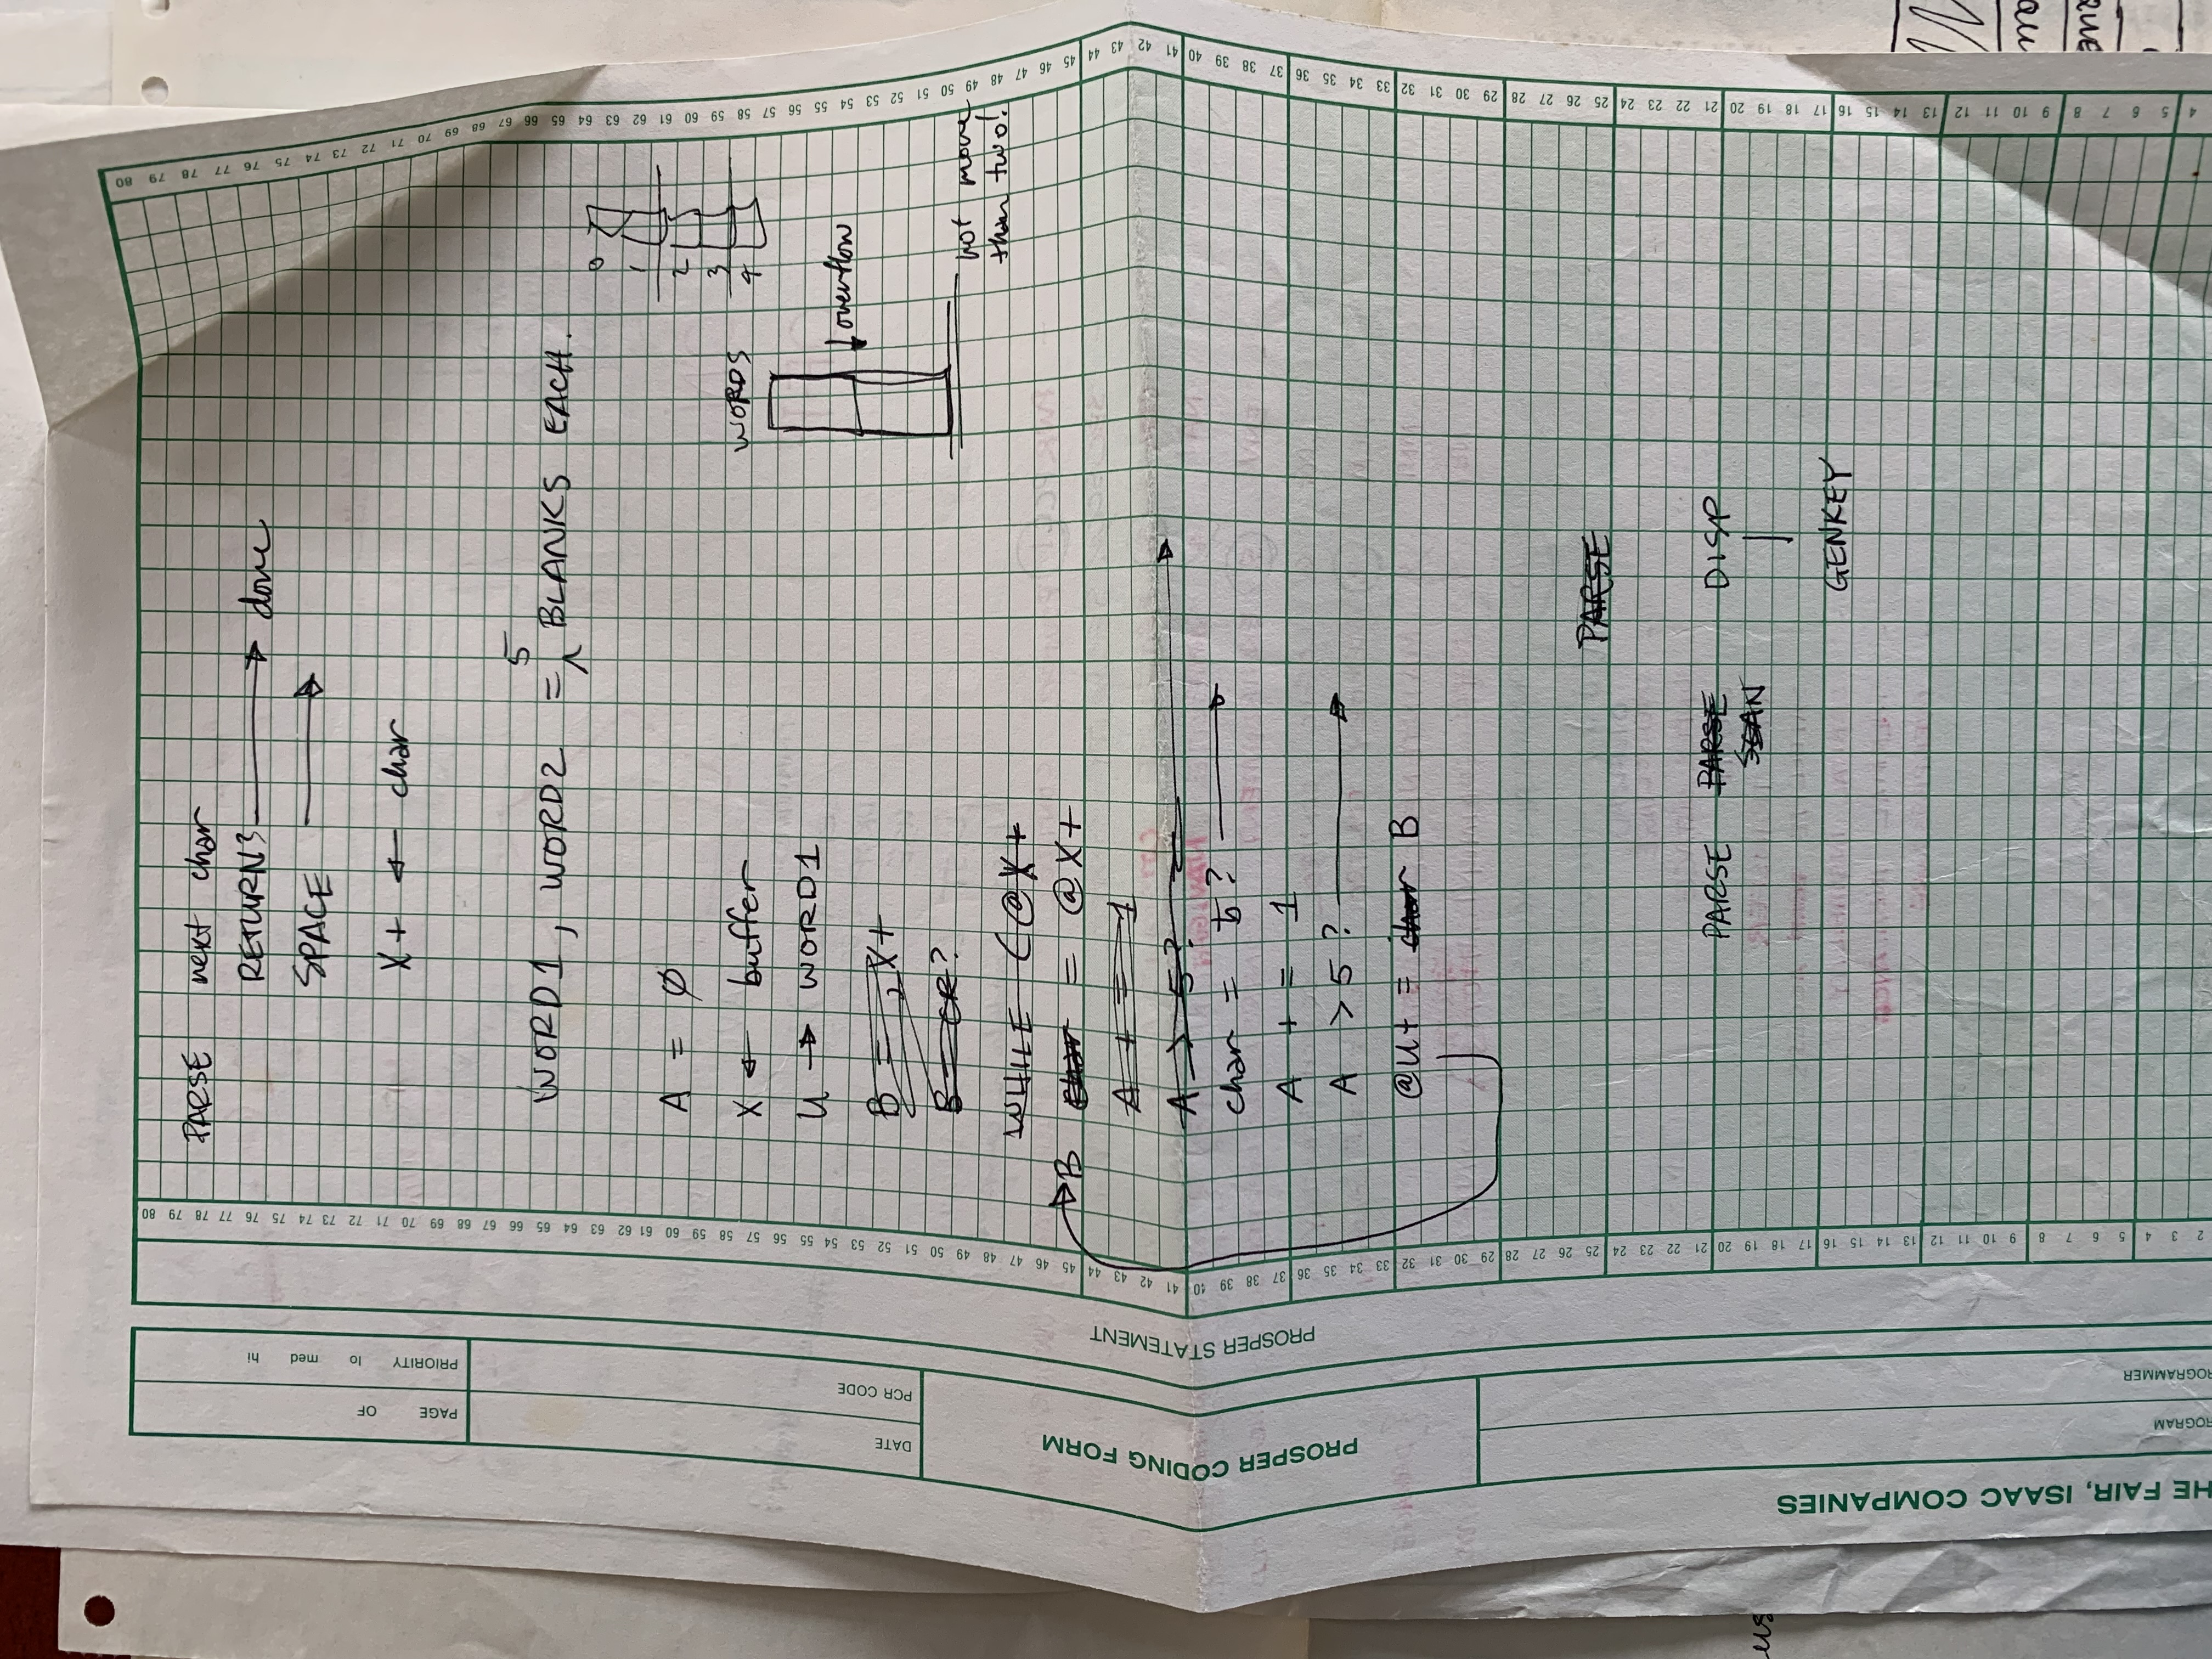 THE FAIR, ISAAC COMPANIES
PROSPER CODING FORM
PROSPER STATEMENT
DATE
PCR CODE
PAGE OF
PRIORITY lo med hi
PARSE next char
RETURN? done
SPACE
X+ ← char
5
WORD1, WORD2 = BLANKS EACH.
A = Ø
X ← buffer
U → WORD1
B = , X+
B = CR?
WHILE (@X+
B char = @X+
A + = 1
A > 5?
char = b?
A + = 1
A > 5?
@U+ = char B
0
1
2
3
4
WORDS
↓ overflow
not more
than two!
PARSE
PARSE PARSE DISP
SCAN
GENKEY
80 79 78 77 76 75 74 73 72 71 70 69 68 67 66 65 64 63 62 61 60 59 58 57 56 55 54 53 52 51 50 49 48 47 46 45 44 43 42 41 40 39 38 37 36 35 34 33 32 31 30 29 28 27 26 25 24 23 22 21 20 19 18 17 16 15 14 13 12 11 10 9 8 7 6 5 4 3 2
80 79 78 77 76 75 74 73 72 71 70 69 68 67 66 65 64 63 62 61 60 59 58 57 56 55 54 53 52 51 50 49 48 47 46 45 44 43 42 41 40 39 38 37 36 35 34 33 32 31 30 29 28 27 26 25 24 23 22 21 20 19 18 17 16 15 14 13 12 11 10 9 8 7 6 5 4